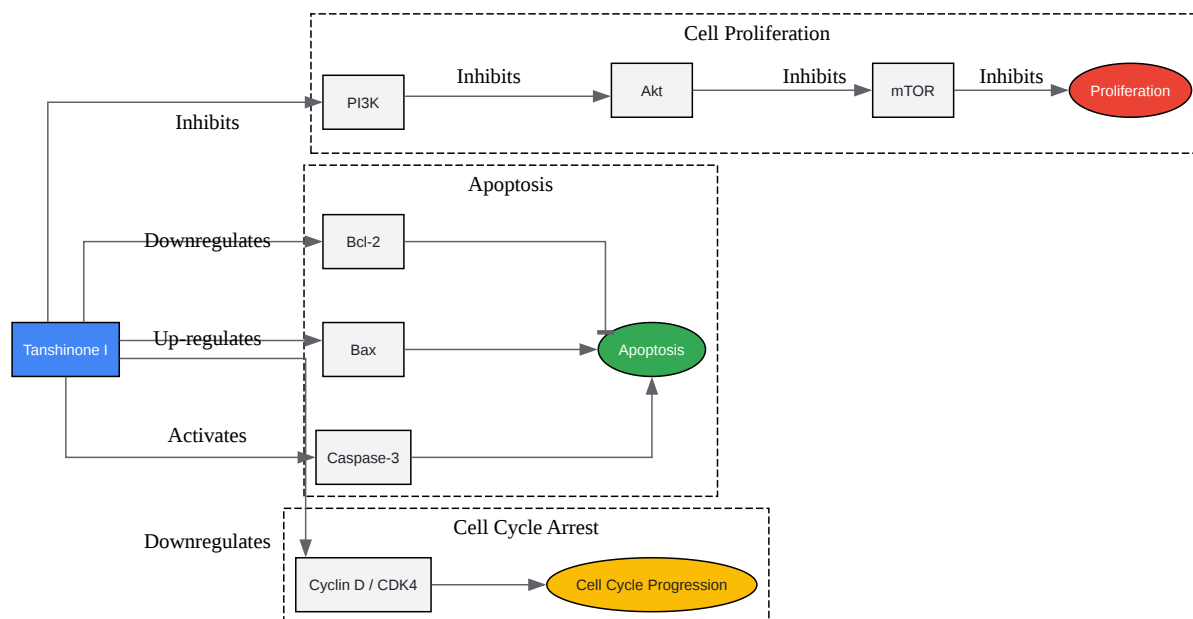 Cell Proliferation
Inhibits
Inhibits
Inhibits
PI3K
Akt
mTOR
Proliferation
Inhibits
Apoptosis
Downregulates
Bcl-2
Tanshinone I
Up-regulates
Bax
Apoptosis
Activates
Caspase-3
Cell Cycle Arrest
Downregulates
Cyclin D / CDK4
Cell Cycle Progression